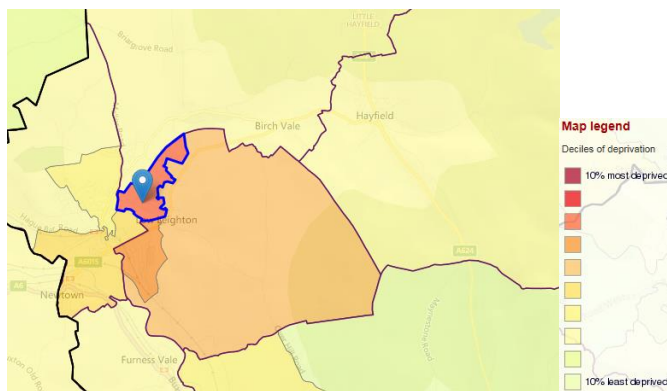 LITTLE
HAYFIELD
Briargrove Road
Birch Vale
Hayfield
Newtown
Furness Vale
A6
A624
Map legend
Deciles of deprivation
10% most deprived
10% least deprived